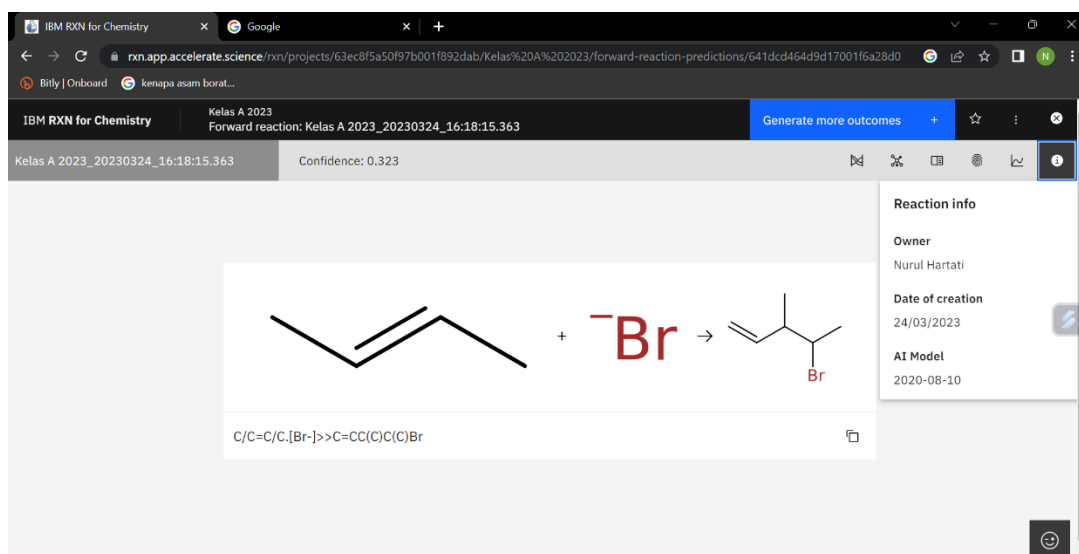 IBM RXN for Chemistry
Google
rxn.app.accelerate.science/rxn/projects/63ec8f5a50f97b001f892dab/Kelas%20A%202023/forward-reaction-predictions/641dcd464d9d17001f6a28d0
N
Bitly | Onboard
kenapa asam borat...
IBM RXN for Chemistry
Kelas A 2023
Forward reaction: Kelas A 2023_20230324_16:18:15.363
Generate more outcomes +
Kelas A 2023_20230324_16:18:15.363
Confidence: 0.323
Reaction info
Owner
Nurul Hartati
Date of creation
24/03/2023
AI Model
2020-08-10
+ ⁻Br →
Br
C/C=C/C.[Br-]>>C=CC(C)C(C)Br